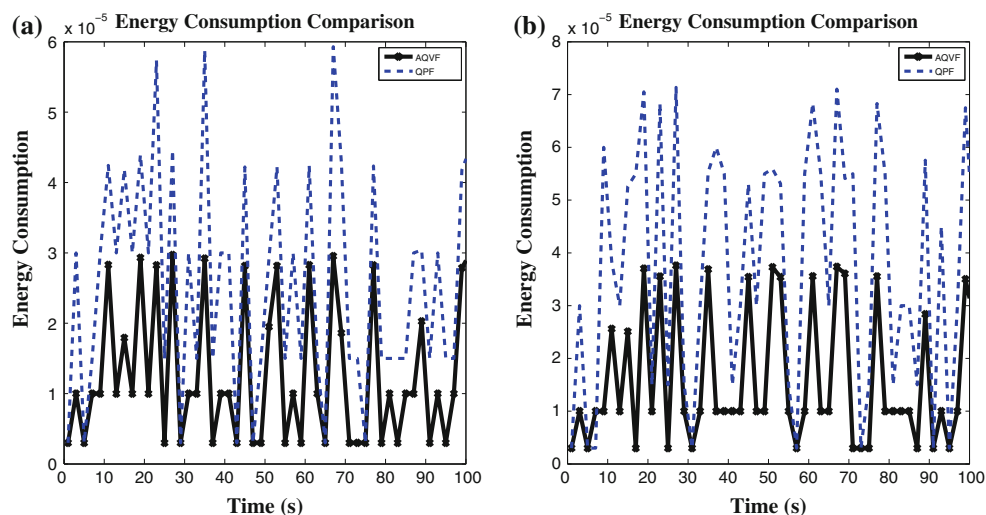 (a)
Energy Consumption Comparison
x 10⁻⁵
6
5
4
3
2
1
0
Energy Consumption
AQVF
QPF
0 10 20 30 40 50 60 70 80 90 100
Time (s)
(b)
Energy Consumption Comparison
x 10⁻⁵
8
7
6
5
4
3
2
1
0
Energy Consumption
AQVF
QPF
0 10 20 30 40 50 60 70 80 90 100
Time (s)